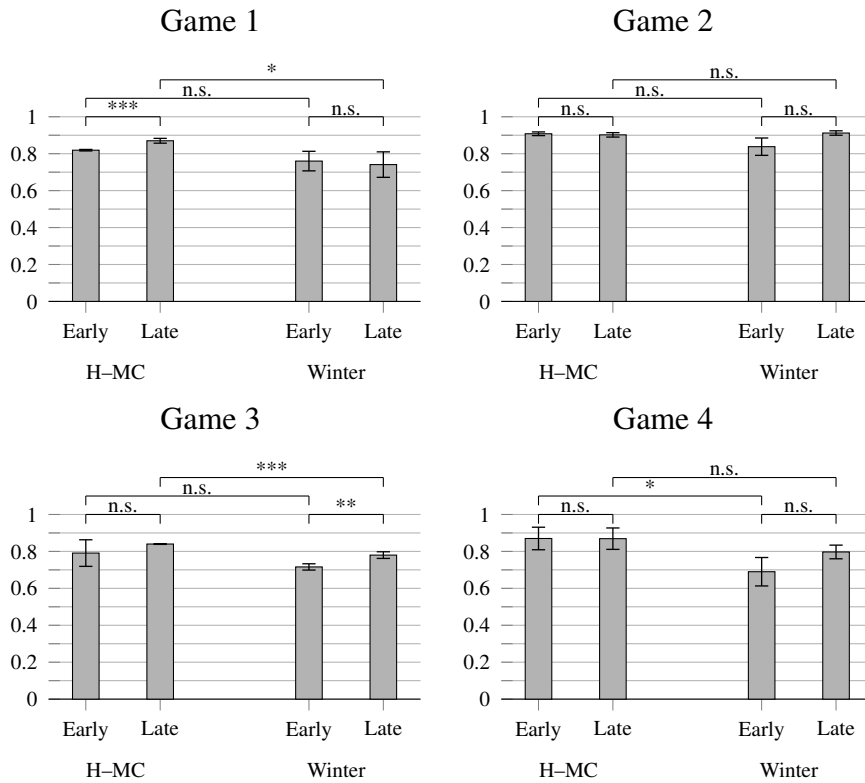 Game 1
*
n.s.
***
n.s.
1
0.8
0.6
0.4
0.2
0
Early Late Early Late
H–MC Winter
Game 2
n.s.
n.s.
n.s. n.s.
1
0.8
0.6
0.4
0.2
0
Early Late Early Late
H–MC Winter
Game 3
***
n.s.
n.s. **
1
0.8
0.6
0.4
0.2
0
Early Late Early Late
H–MC Winter
Game 4
n.s.
*
n.s. n.s.
1
0.8
0.6
0.4
0.2
0
Early Late Early Late
H–MC Winter